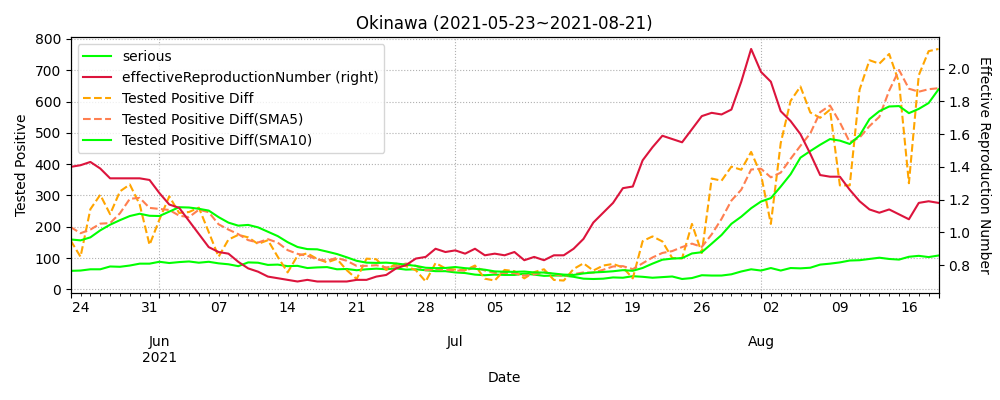 Okinawa (2021-05-23~2021-08-21)
serious
effectiveReproductionNumber (right)
Tested Positive Diff
Tested Positive Diff(SMA5)
Tested Positive Diff(SMA10)
Tested Positive
800
700
600
500
400
300
200
100
0
Effective Reproduction Number
2.0
1.8
1.6
1.4
1.2
1.0
0.8
24 31 07 14 21 28 05 12 19 26 02 09 16
Jun Jul Aug
2021
Date